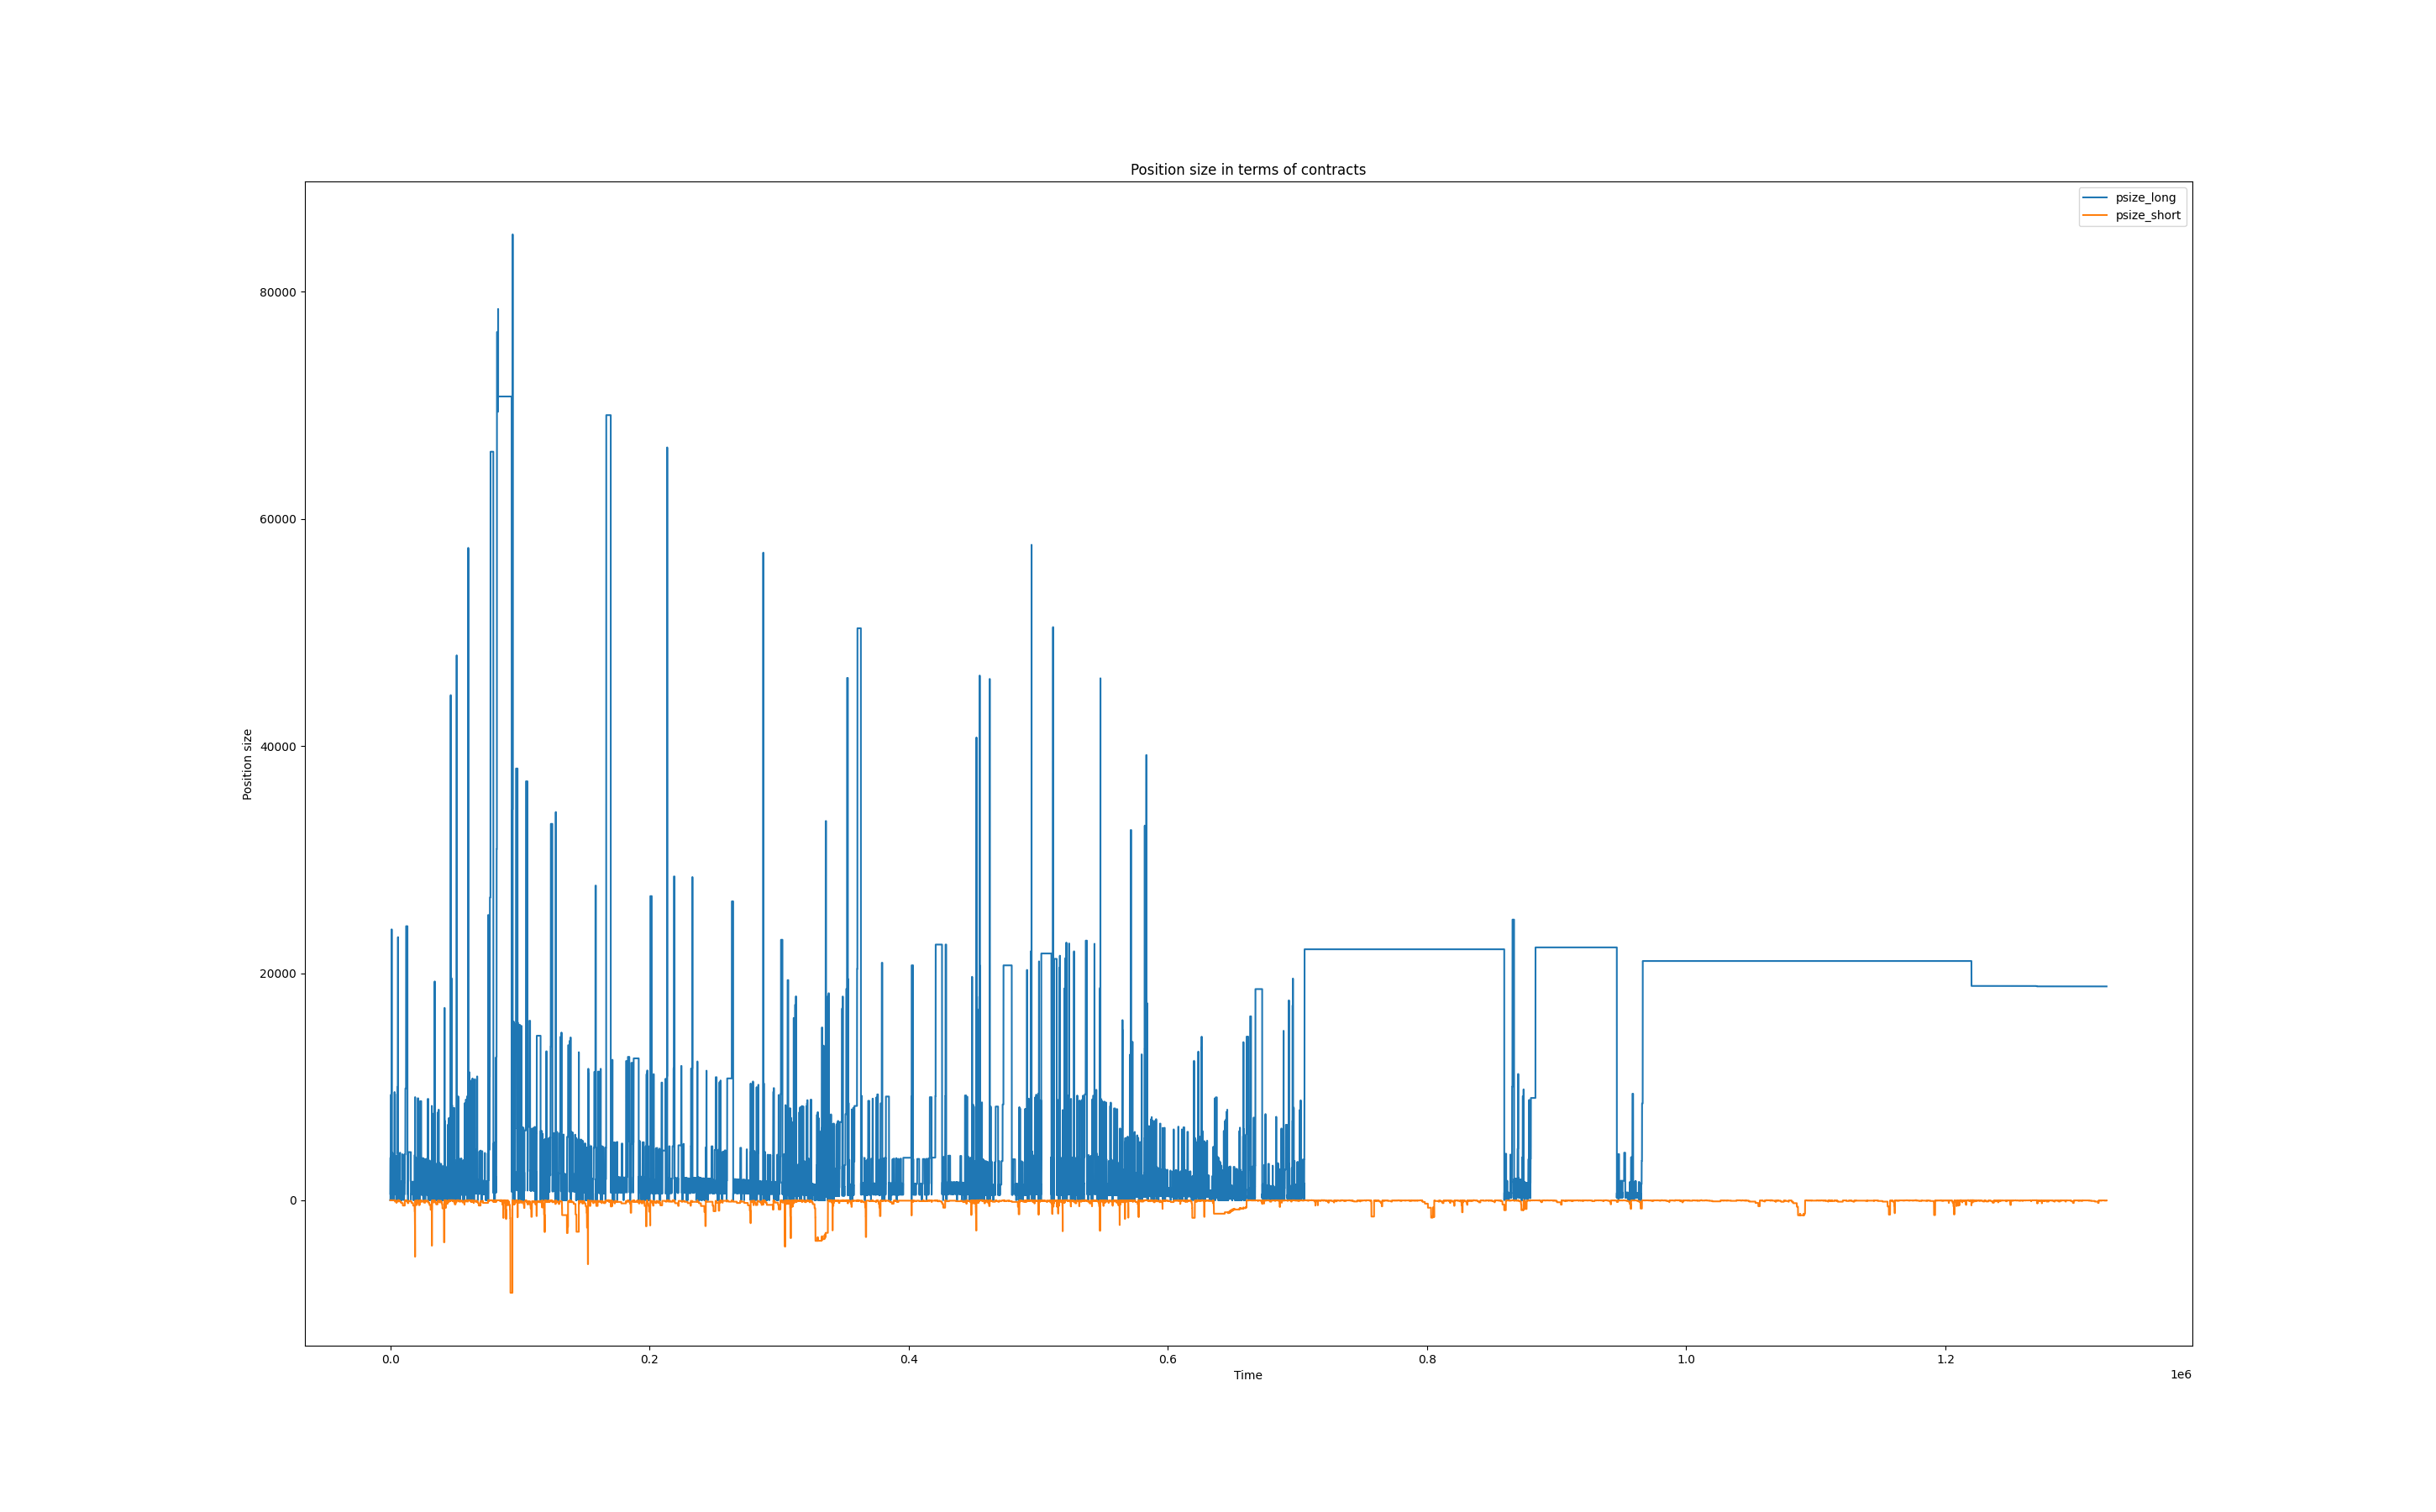 Position size in terms of contracts
psize_long
psize_short
80000
60000
40000
20000
0
Position size
0.0
0.2
0.4
0.6
0.8
1.0
1.2
1e6
Time